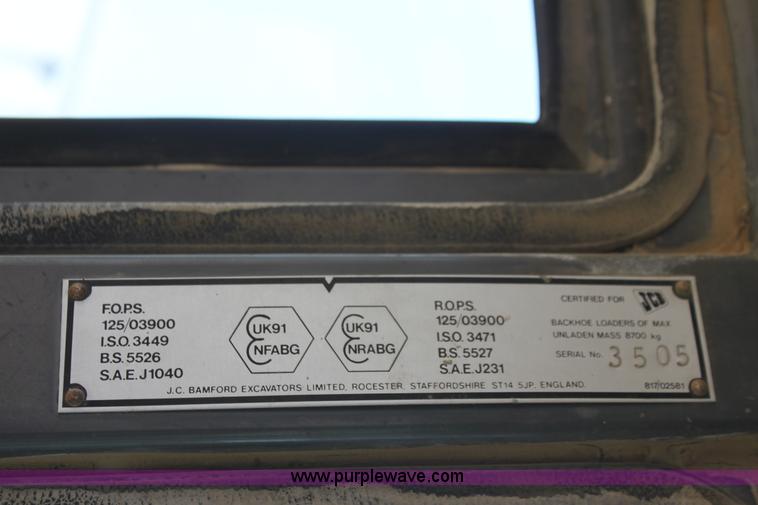 F.O.P.S.
125/03900
I.S.O. 3449
B.S. 5526
S.A.E. J1040
UK91
NFABG
UK91
NRABG
R.O.P.S.
125/03900
I.S.O. 3471
B.S. 5527
S.A.E. J231
CERTIFIED FOR JCB
BACKHOE LOADERS OF MAX
UNLADEN MASS 8700 kg
SERIAL No. 3505
J.C. BAMFORD EXCAVATORS LIMITED, ROCESTER, STAFFORDSHIRE ST14 5JP, ENGLAND.
817/02581
www.purplewave.com